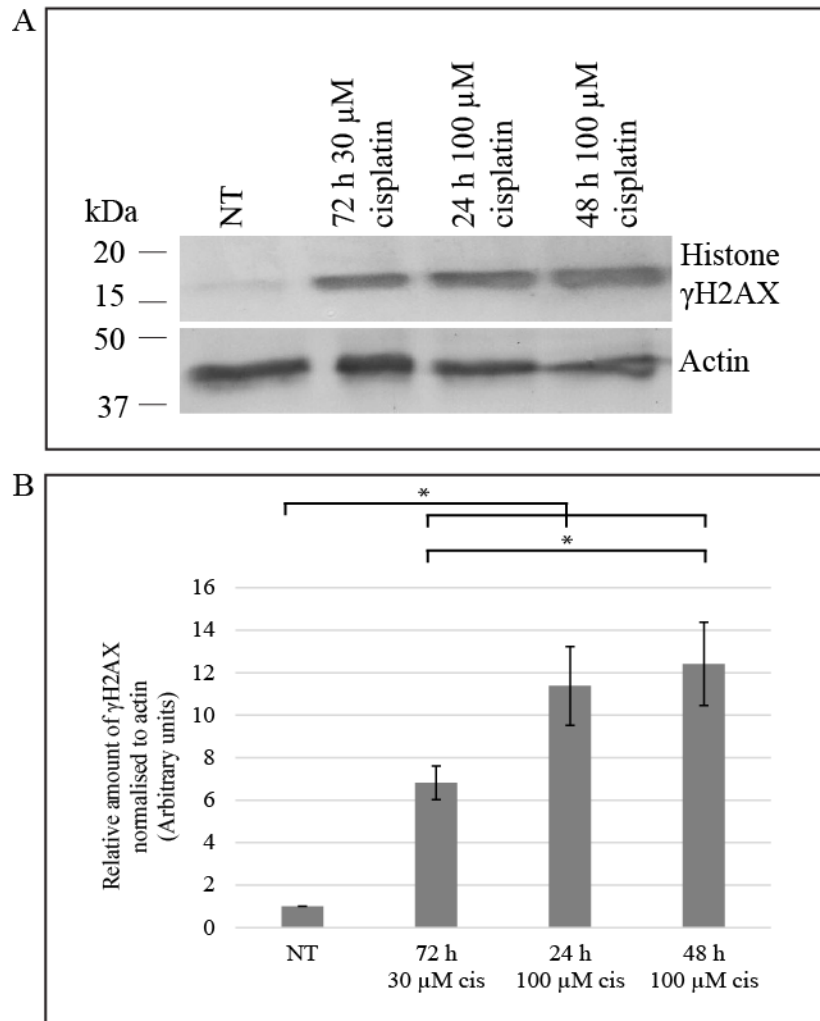 A
NT
72 h 30 µM
cisplatin
24 h 100 µM
cisplatin
48 h 100 µM
cisplatin
kDa
20
15
50
37
Histone
γH2AX
Actin
B
*
*
Relative amount of γH2AX
normalised to actin
(Arbitrary units)
16
14
12
10
8
6
4
2
0
NT
72 h
30 µM cis
24 h
100 µM cis
48 h
100 µM cis